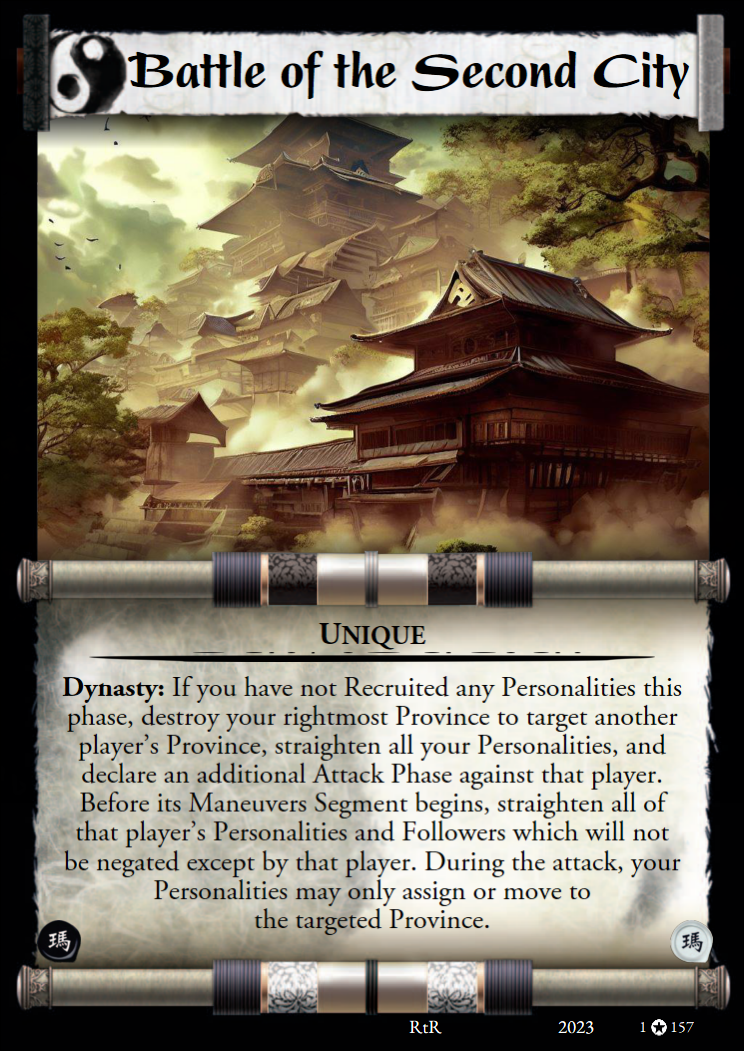 Battle of the Second City
UNIQUE
Dynasty: If you have not Recruited any Personalities this
phase, destroy your rightmost Province to target another
player's Province, straighten all your Personalities, and
declare an additional Attack Phase against that player.
Before its Maneuvers Segment begins, straighten all of
that player's Personalities and Followers which will not
be negated except by that player. During the attack, your
Personalities may only assign or move to
the targeted Province.
瑪 瑪
RtR 2023 1 ✪ 157